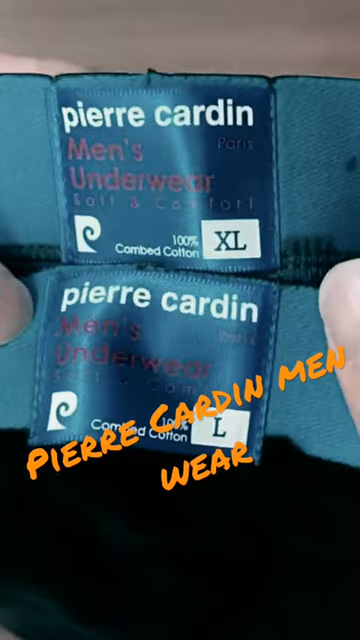 pierre cardin
Men's
Paris
Underwear
Soft & Comfort
100%
Combed Cotton
XL
pierre cardin
Men's
Paris
Underwear
100%
Combed Cotton
L
PIERRE CARDIN MEN
WEAR